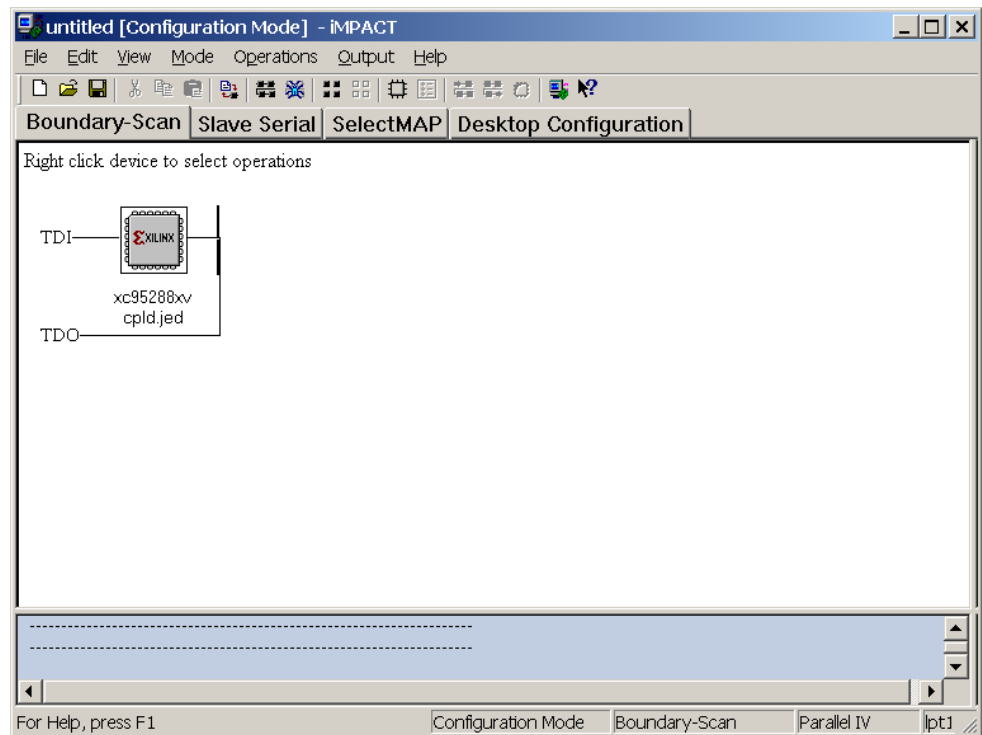 untitled [Configuration Mode] - iMPACT
File Edit View Mode Operations Output Help
Boundary-Scan Slave Serial SelectMAP Desktop Configuration
Right click device to select operations
TDI
XILINX
xc95288xv
cpld.jed
TDO
----------------------------------------------------------------------
----------------------------------------------------------------------
For Help, press F1 Configuration Mode Boundary-Scan Parallel IV lpt1